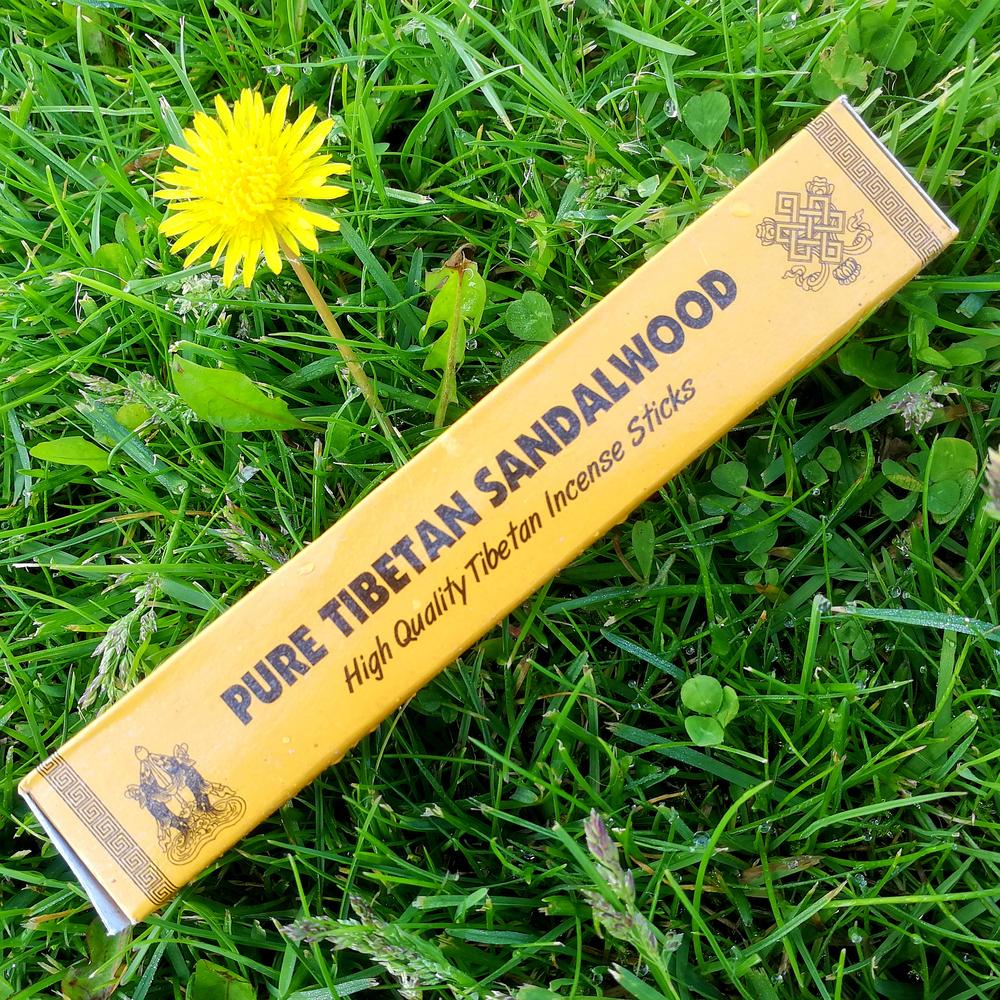 PURE TIBETAN SANDALWOOD
High Quality Tibetan Incense Sticks